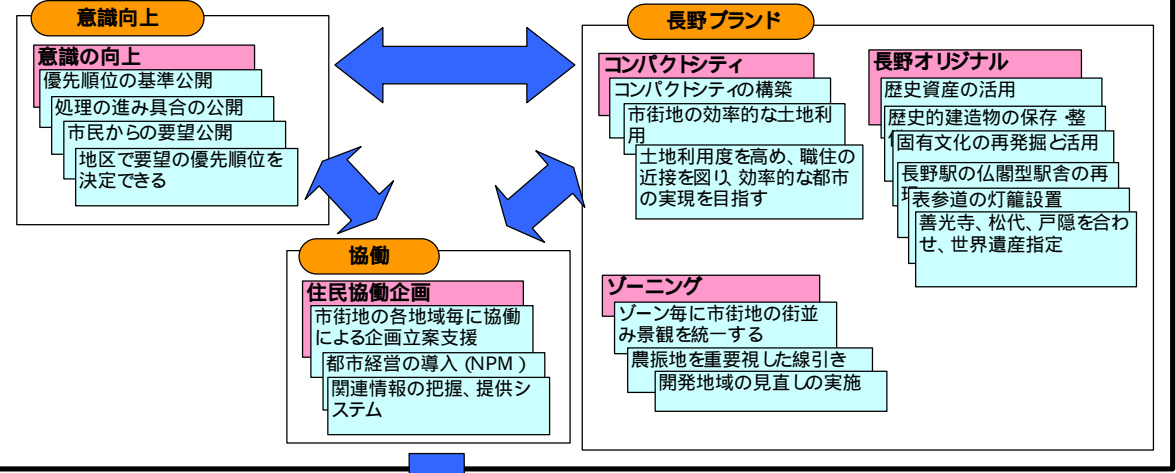 意識向上
意識の向上
優先順位の基準公開
処理の進み具合の公開
市民からの要望公開
地区で要望の優先順位を
決定できる
長野ブランド
コンパクトシティ
コンパクトシティの構築
市街地の効率的な土地利
用
土地利用度を高め、職住の
近接を図り、効率的な都市
の実現を目指す
長野オリジナル
歴史資産の活用
歴史的建造物の保存・整
固有文化の再発掘と活用
長野駅の仏閣型駅舎の再
表参道の灯籠設置
善光寺、松代、戸隠を合わ
せ、世界遺産指定
ゾーニング
ゾーン毎に市街地の街並
み景観を統一する
農振地を重要視した線引き
開発地域の見直しの実施
協働
住民協働企画
市街地の各地域毎に協働
による企画立案支援
都市経営の導入（NPM）
関連情報の把握、提供シ
ステム